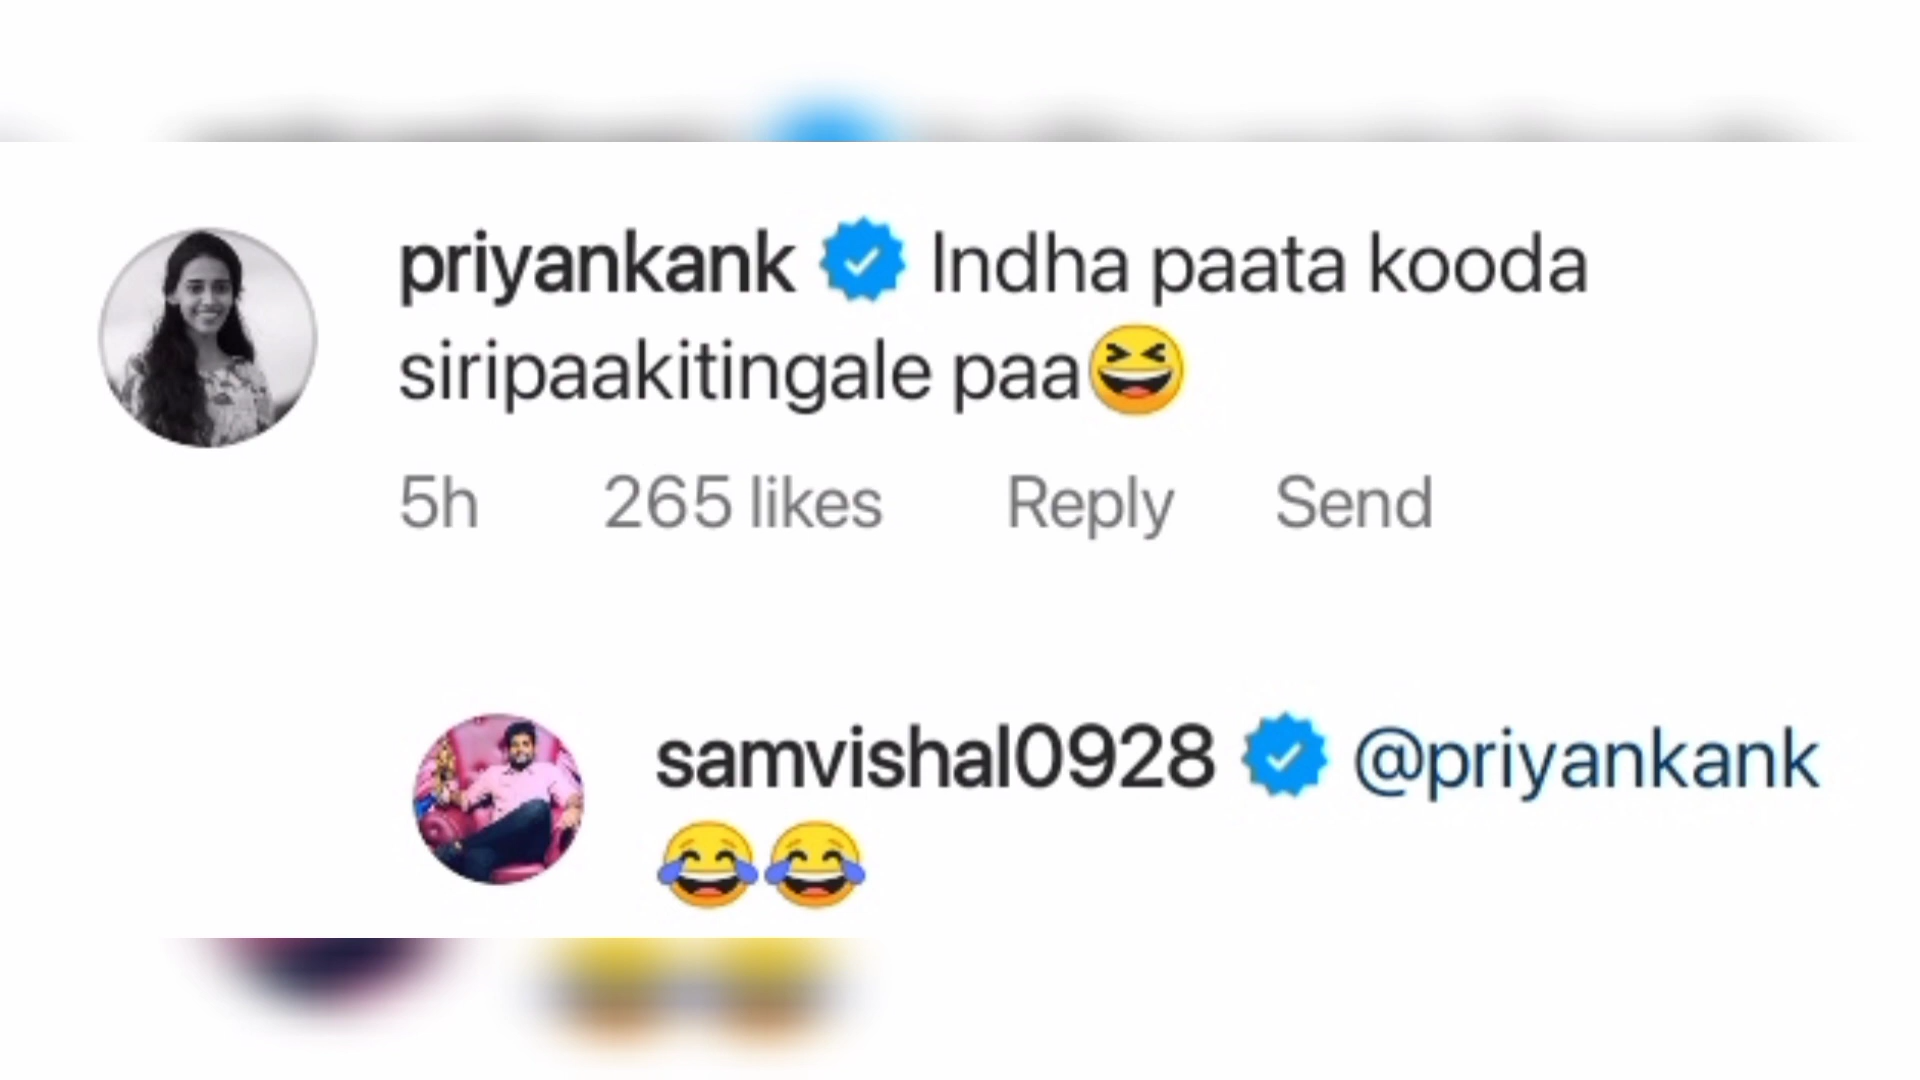 priyankank Indha paata kooda
siripaakitingale paa😆
5h 265 likes Reply Send
samvishal0928 @priyankank
😂😂